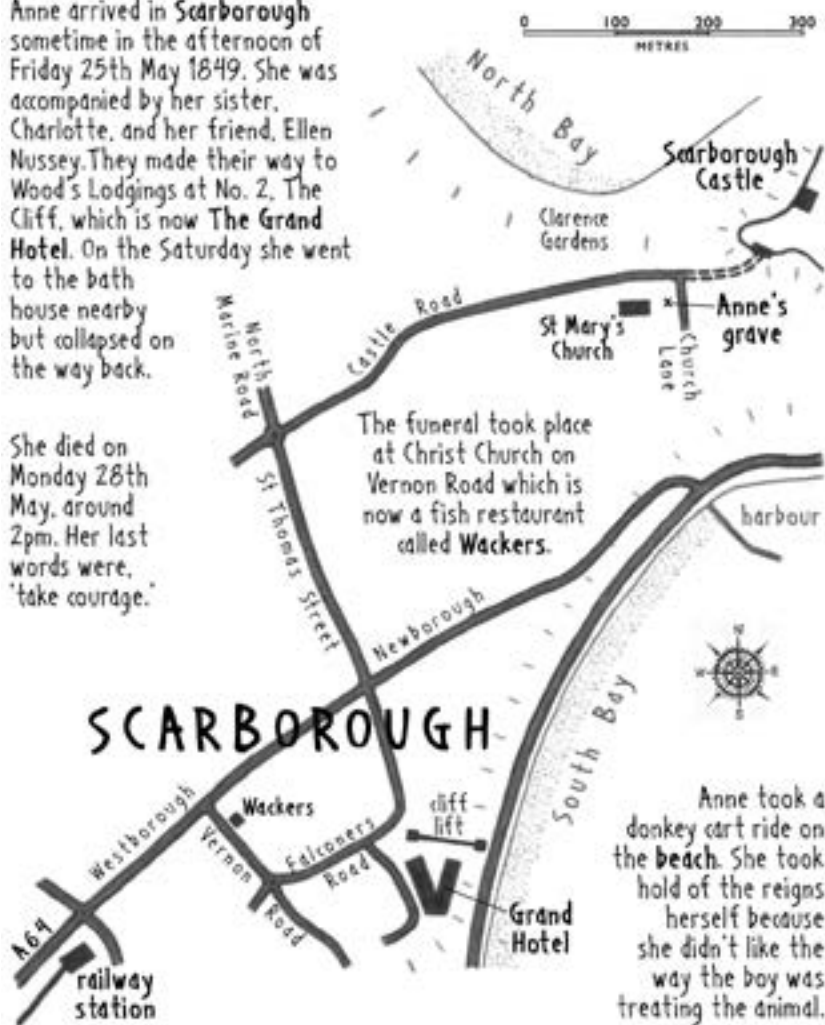 Anne arrived in Scarborough
sometime in the afternoon of
Friday 25th May 1849. She was
accompanied by her sister,
Charlotte, and her friend, Ellen
Nussey.They made their way to
Wood's Lodgings at No. 2, The
Cliff, which is now The Grand
Hotel. On the Saturday she went
to the bath
house nearby
but collapsed on
the way back.
She died on
Monday 28th
May, around
2pm. Her last
words were,
'take courage.'
0 100 200 300
METRES
North Bay
Scarborough
Castle
Clarence
Gardens
Castle Road
St Mary's
Church
x
Anne's
grave
Church
Lane
North
Marine Road
The funeral took place
at Christ Church on
Vernon Road which is
now a fish restaurant
called Wackers.
St Thomas Street
harbour
Newborough
N
W E
S
South Bay
SCARBOROUGH
Westborough
Wackers
Vernon
Road
Falconers
Road
cliff
lift
Grand
Hotel
A64
railway
station
Anne took a
donkey cart ride on
the beach. She took
hold of the reigns
herself because
she didn't like the
way the boy was
treating the animal.